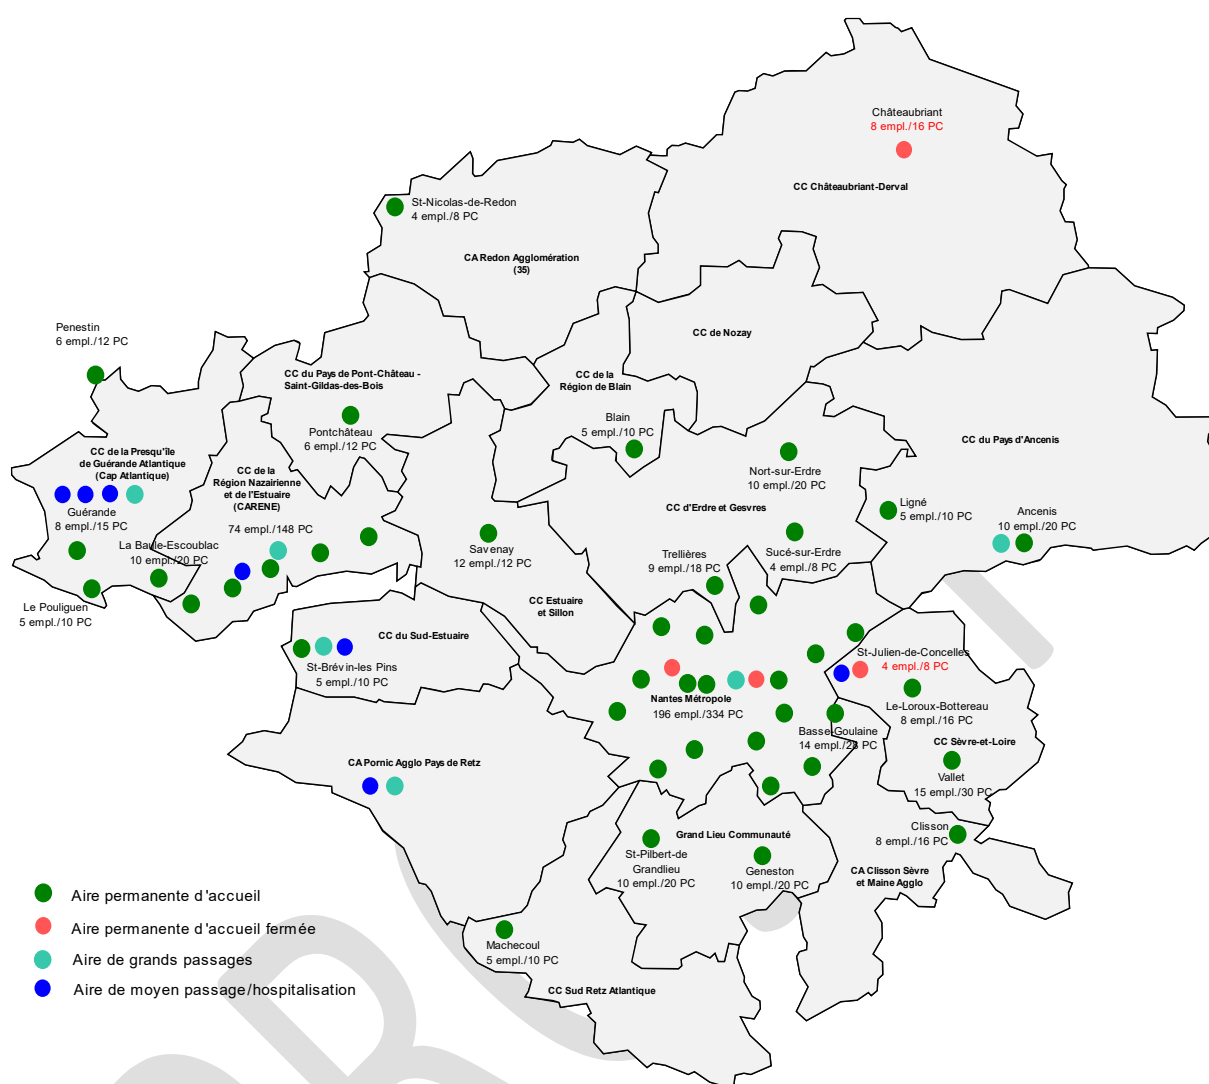 Châteaubriant
8 empl./16 PC
CC Châteaubriant-Derval
St-Nicolas-de-Redon
4 empl./8 PC
CA Redon Agglomération
(35)
Penestin
6 empl./12 PC
CC de Nozay
CC du Pays de Pont-Château -
Saint-Gildas-des-Bois
CC de la
Région de Blain
Pontchâteau
6 empl./12 PC
Blain
5 empl./10 PC
CC du Pays d'Ancenis
CC de la Presqu'île
de Guérande Atlantique
(Cap Atlantique)
CC de la
Région Nazairienne
et de l'Estuaire
(CARENE)
Nort-sur-Erdre
10 empl./20 PC
Guérande
8 empl./15 PC
74 empl./148 PC
CC d'Erdre et Gesvres
Ligné
5 empl./10 PC
Ancenis
10 empl./20 PC
La Baule-Escoublac
10 empl./20 PC
Savenay
12 empl./12 PC
Trellières
9 empl./18 PC
Sucé-sur-Erdre
4 empl./8 PC
Le Pouliguen
5 empl./10 PC
CC Estuaire
et Sillon
CC du Sud-Estuaire
St-Brévin-les Pins
5 empl./10 PC
St-Julien-de-Concelles
4 empl./8 PC
Nantes Métropole
196 empl./334 PC
Le-Loroux-Bottereau
8 empl./16 PC
Basse-Goulaine
14 empl./28 PC
CC Sèvre-et-Loire
CA Pornic Agglo Pays de Retz
Vallet
15 empl./30 PC
Clisson
8 empl./16 PC
Grand Lieu Communauté
St-Pilbert-de
Grandlieu
10 empl./20 PC
Geneston
10 empl./20 PC
CA Clisson Sèvre
et Maine Agglo
Machecoul
5 empl./10 PC
CC Sud Retz Atlantique
Aire permanente d'accueil
Aire permanente d'accueil fermée
Aire de grands passages
Aire de moyen passage/hospitalisation